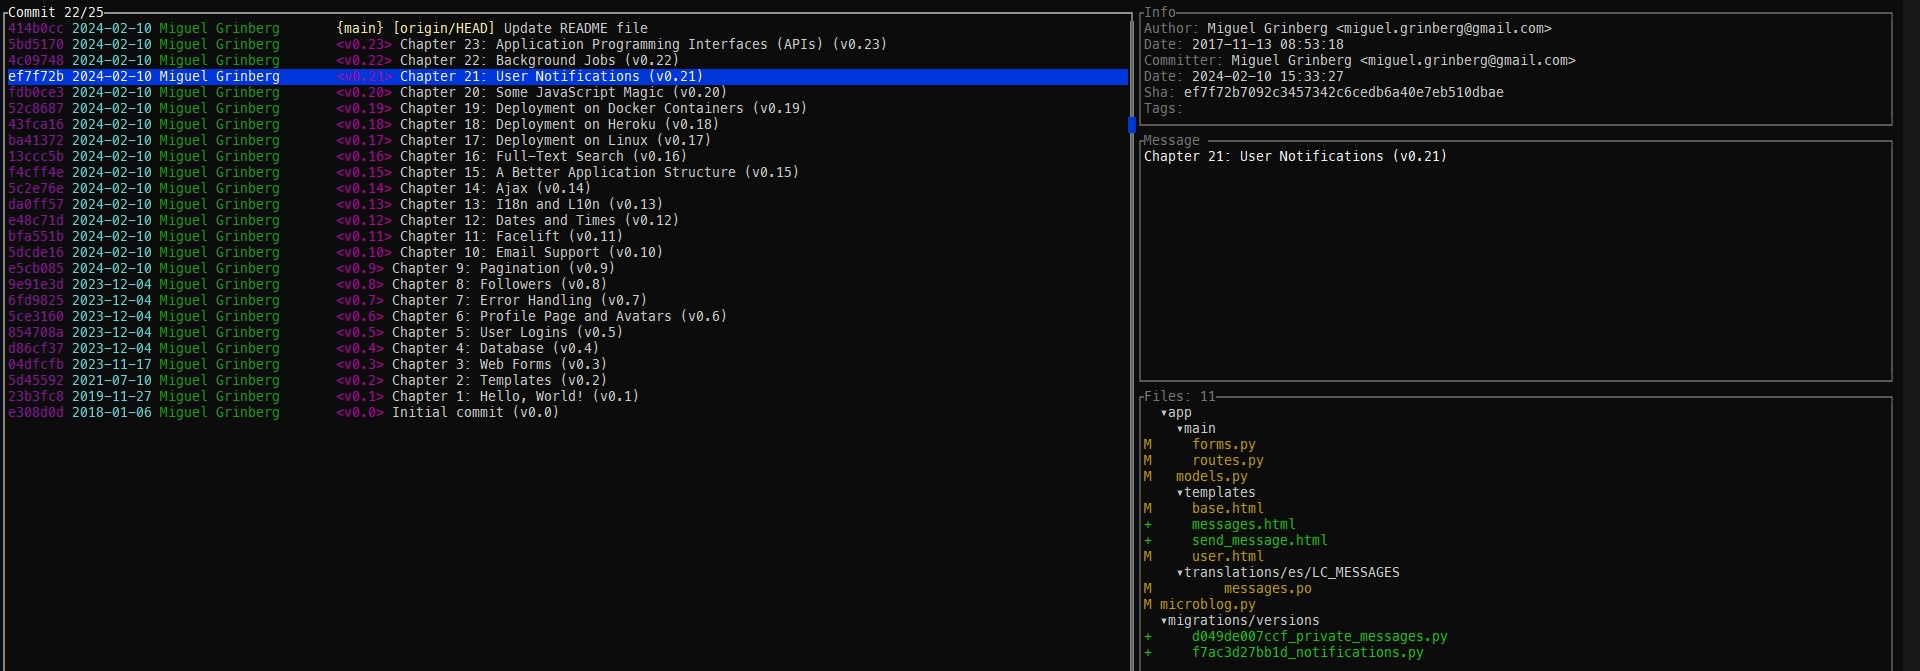 Commit 22/25
414b0cc 2024-02-10 Miguel Grinberg {main} [origin/HEAD] Update README file
5bd5170 2024-02-10 Miguel Grinberg <v0.23> Chapter 23: Application Programming Interfaces (APIs) (v0.23)
4c09748 2024-02-10 Miguel Grinberg <v0.22> Chapter 22: Background Jobs (v0.22)
ef7f72b 2024-02-10 Miguel Grinberg <v0.21> Chapter 21: User Notifications (v0.21)
fdb0ce3 2024-02-10 Miguel Grinberg <v0.20> Chapter 20: Some JavaScript Magic (v0.20)
52c8687 2024-02-10 Miguel Grinberg <v0.19> Chapter 19: Deployment on Docker Containers (v0.19)
43fca16 2024-02-10 Miguel Grinberg <v0.18> Chapter 18: Deployment on Heroku (v0.18)
ba41372 2024-02-10 Miguel Grinberg <v0.17> Chapter 17: Deployment on Linux (v0.17)
13ccc5b 2024-02-10 Miguel Grinberg <v0.16> Chapter 16: Full-Text Search (v0.16)
f4cff4e 2024-02-10 Miguel Grinberg <v0.15> Chapter 15: A Better Application Structure (v0.15)
5c2e76e 2024-02-10 Miguel Grinberg <v0.14> Chapter 14: Ajax (v0.14)
da0ff57 2024-02-10 Miguel Grinberg <v0.13> Chapter 13: I18n and L10n (v0.13)
e48c71d 2024-02-10 Miguel Grinberg <v0.12> Chapter 12: Dates and Times (v0.12)
bfa551b 2024-02-10 Miguel Grinberg <v0.11> Chapter 11: Facelift (v0.11)
5dcde16 2024-02-10 Miguel Grinberg <v0.10> Chapter 10: Email Support (v0.10)
e5cb085 2024-02-10 Miguel Grinberg <v0.9> Chapter 9: Pagination (v0.9)
9e91e3d 2023-12-04 Miguel Grinberg <v0.8> Chapter 8: Followers (v0.8)
6fd9825 2023-12-04 Miguel Grinberg <v0.7> Chapter 7: Error Handling (v0.7)
5ce3160 2023-12-04 Miguel Grinberg <v0.6> Chapter 6: Profile Page and Avatars (v0.6)
854708a 2023-12-04 Miguel Grinberg <v0.5> Chapter 5: User Logins (v0.5)
d86cf37 2023-12-04 Miguel Grinberg <v0.4> Chapter 4: Database (v0.4)
04dfcfb 2023-11-17 Miguel Grinberg <v0.3> Chapter 3: Web Forms (v0.3)
5d45592 2021-07-10 Miguel Grinberg <v0.2> Chapter 2: Templates (v0.2)
23b3fc8 2019-11-27 Miguel Grinberg <v0.1> Chapter 1: Hello, World! (v0.1)
e308d0d 2018-01-06 Miguel Grinberg <v0.0> Initial commit (v0.0)
Info
Author: Miguel Grinberg <miguel.grinberg@gmail.com>
Date: 2017-11-13 08:53:18
Committer: Miguel Grinberg <miguel.grinberg@gmail.com>
Date: 2024-02-10 15:33:27
Sha: ef7f72b7092c3457342c6cedb6a40e7eb510dbae
Tags:
Message
Chapter 21: User Notifications (v0.21)
Files: 11
▾app
▾main
M forms.py
M routes.py
M models.py
▾templates
M base.html
+ messages.html
+ send_message.html
M user.html
▾translations/es/LC_MESSAGES
M messages.po
M microblog.py
▾migrations/versions
+ d049de007ccf_private_messages.py
+ f7ac3d27bb1d_notifications.py